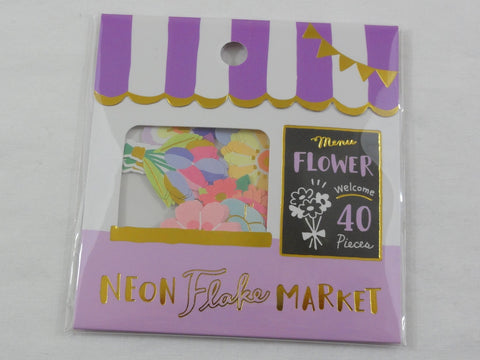 Menu
FLOWER
Welcome
40
Pieces
NEON Flake MARKET